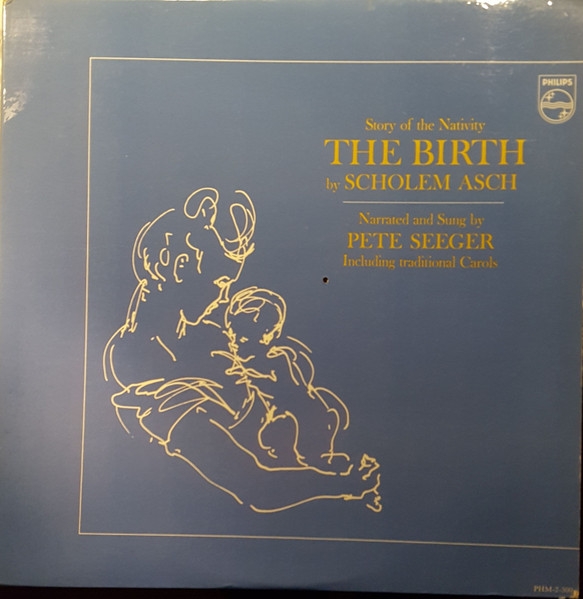 PHILIPS
Story of the Nativity
THE BIRTH
by SCHOLEM ASCH
Narrated and Sung by
PETE SEEGER
Including traditional Carols